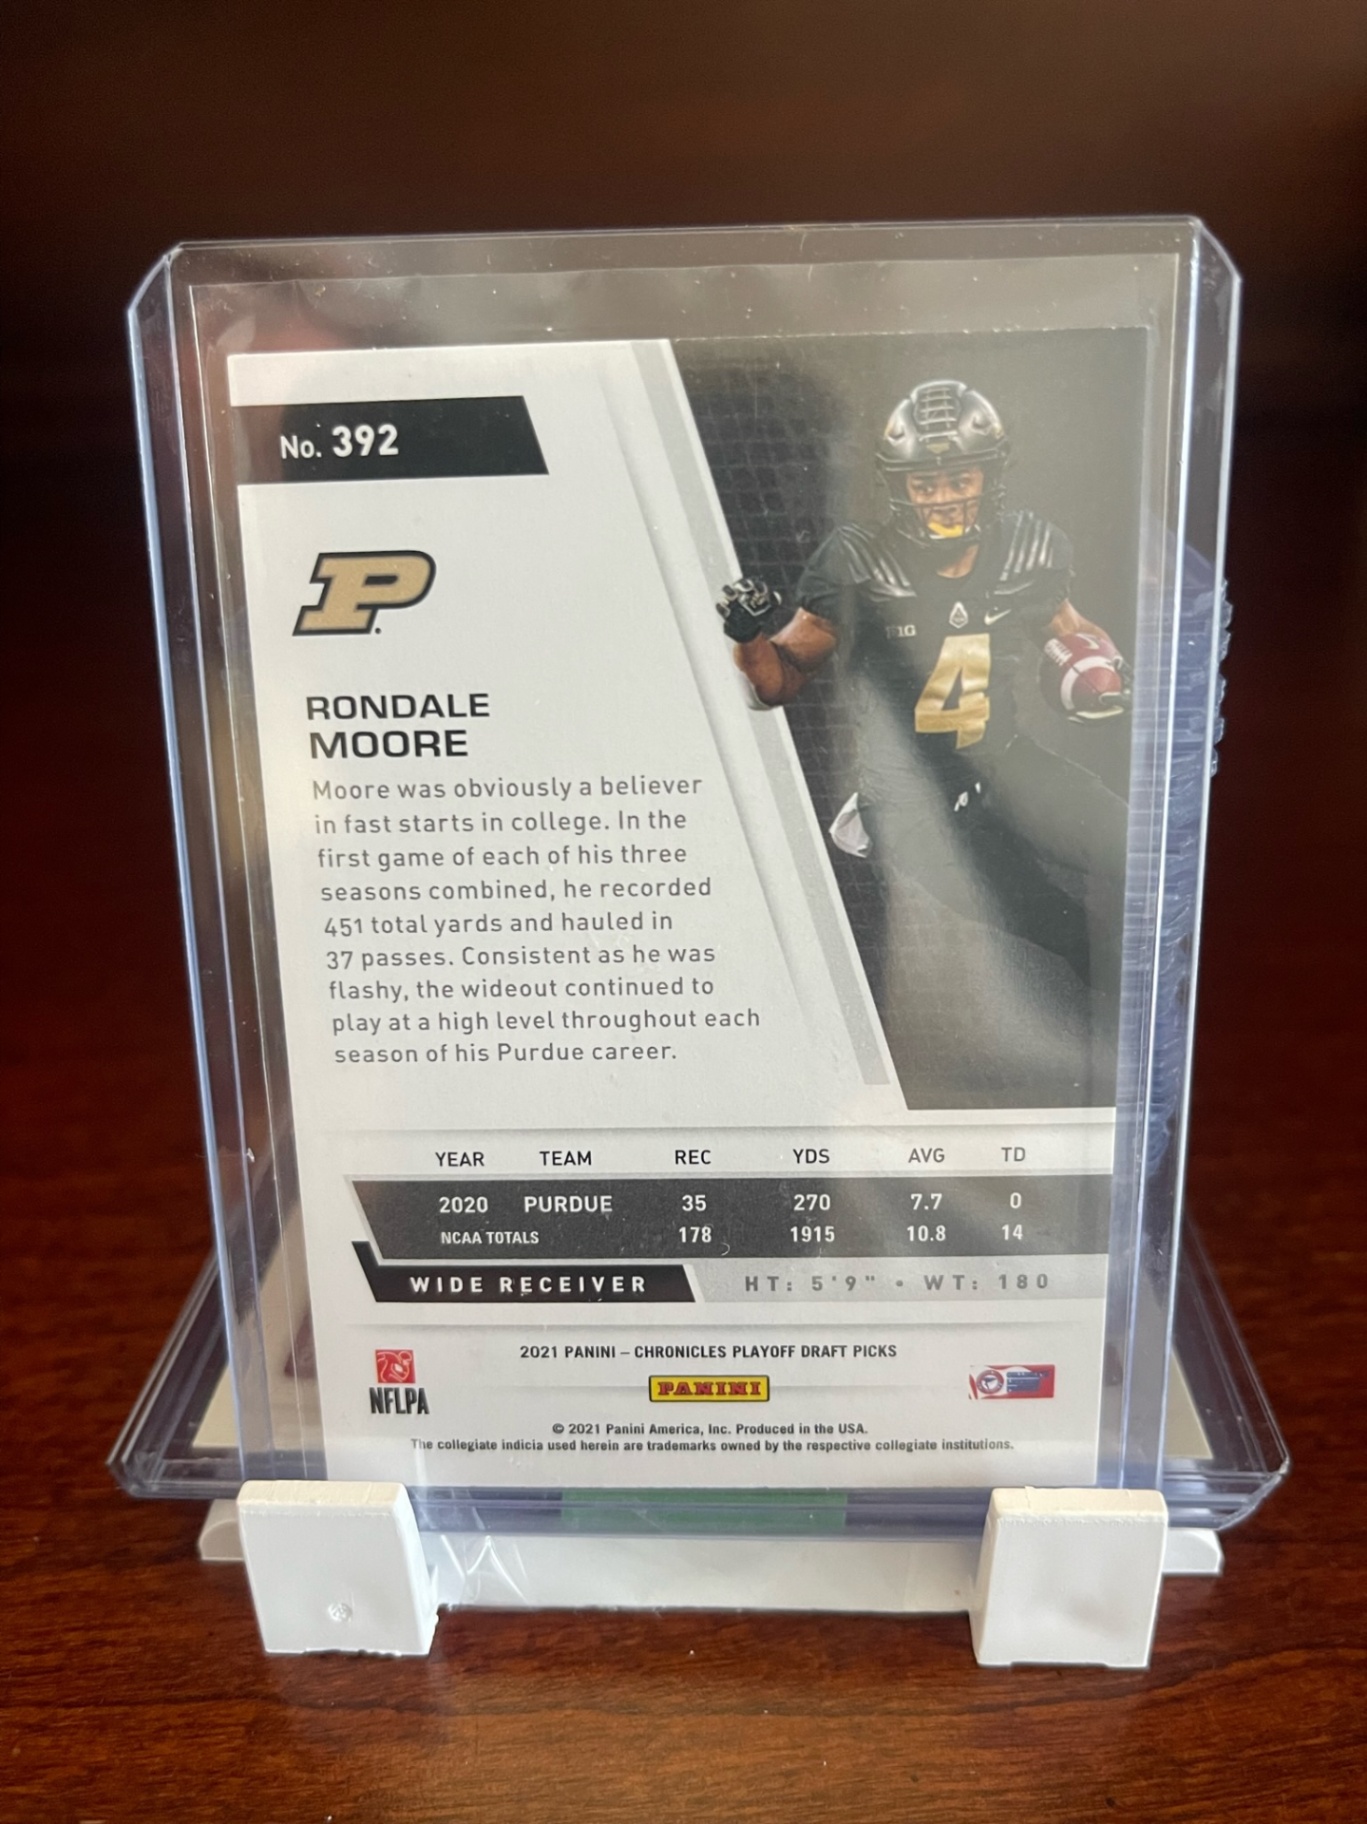 No. 392
P
RONDALE
MOORE
Moore was obviously a believer
in fast starts in college. In the
first game of each of his three
seasons combined, he recorded
451 total yards and hauled in
37 passes. Consistent as he was
flashy, the wideout continued to
play at a high level throughout each
season of his Purdue career.
B1G
4
YEAR TEAM REC YDS AVG TD
2020 PURDUE 35 270 7.7 0
NCAA TOTALS 178 1915 10.8 14
WIDE RECEIVER HT: 5'9" • WT: 180
2021 PANINI – CHRONICLES PLAYOFF DRAFT PICKS
NFLPA
PANINI
© 2021 Panini America, Inc. Produced in the USA.
The collegiate indicia used herein are trademarks owned by the respective collegiate institutions.